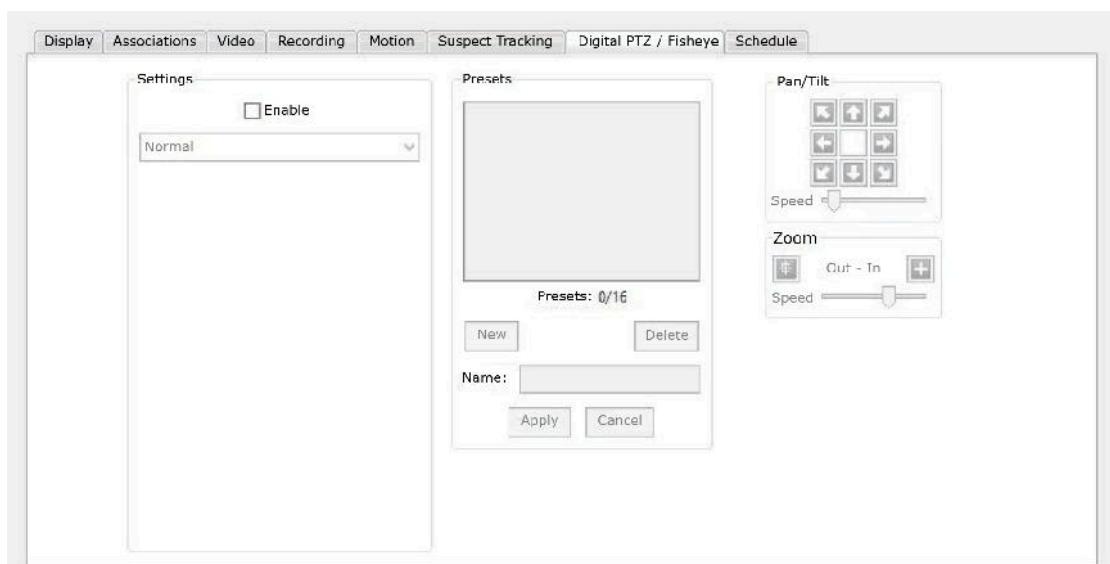 Display Associations Video Recording Motion Suspect Tracking Digital PTZ / Fisheye Schedule
Settings
Enable
Normal
Presets
Presets: 0/16
New Delete
Name:
Apply Cancel
Pan/Tilt
Speed
Zoom
Out - In
Speed